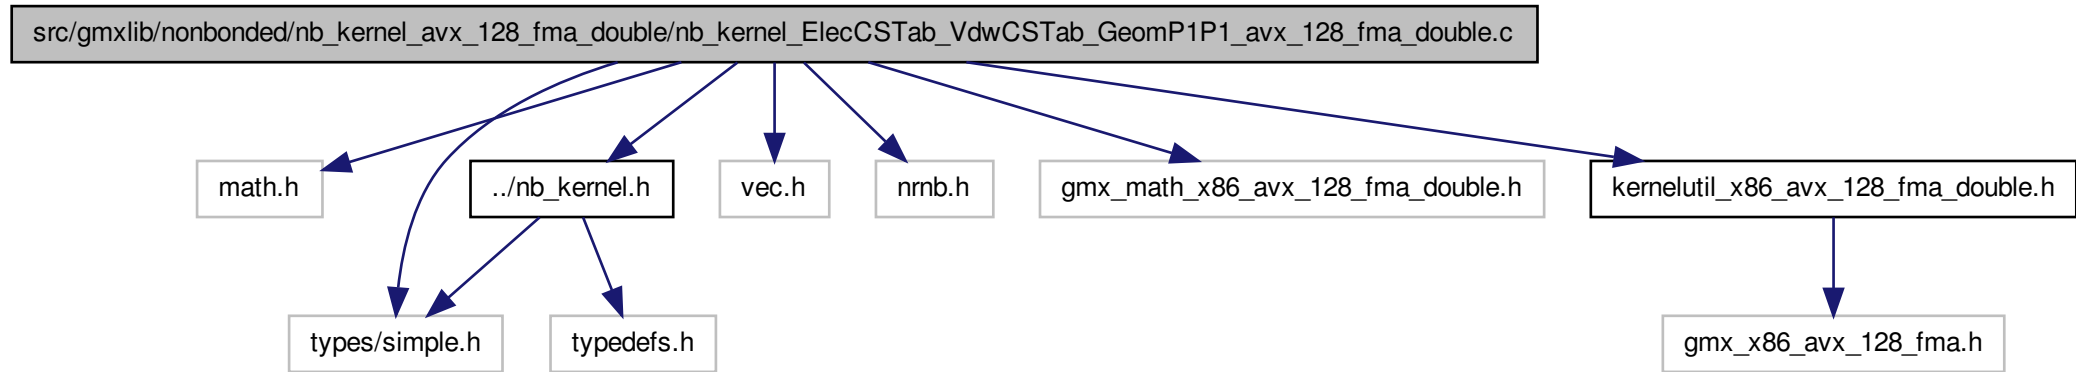 src/gmxlib/nonbonded/nb_kernel_avx_128_fma_double/nb_kernel_ElecCSTab_VdwCSTab_GeomP1P1_avx_128_fma_double.c
math.h
../nb_kernel.h
vec.h
nrnb.h
gmx_math_x86_avx_128_fma_double.h
kernelutil_x86_avx_128_fma_double.h
types/simple.h
typedefs.h
gmx_x86_avx_128_fma.h